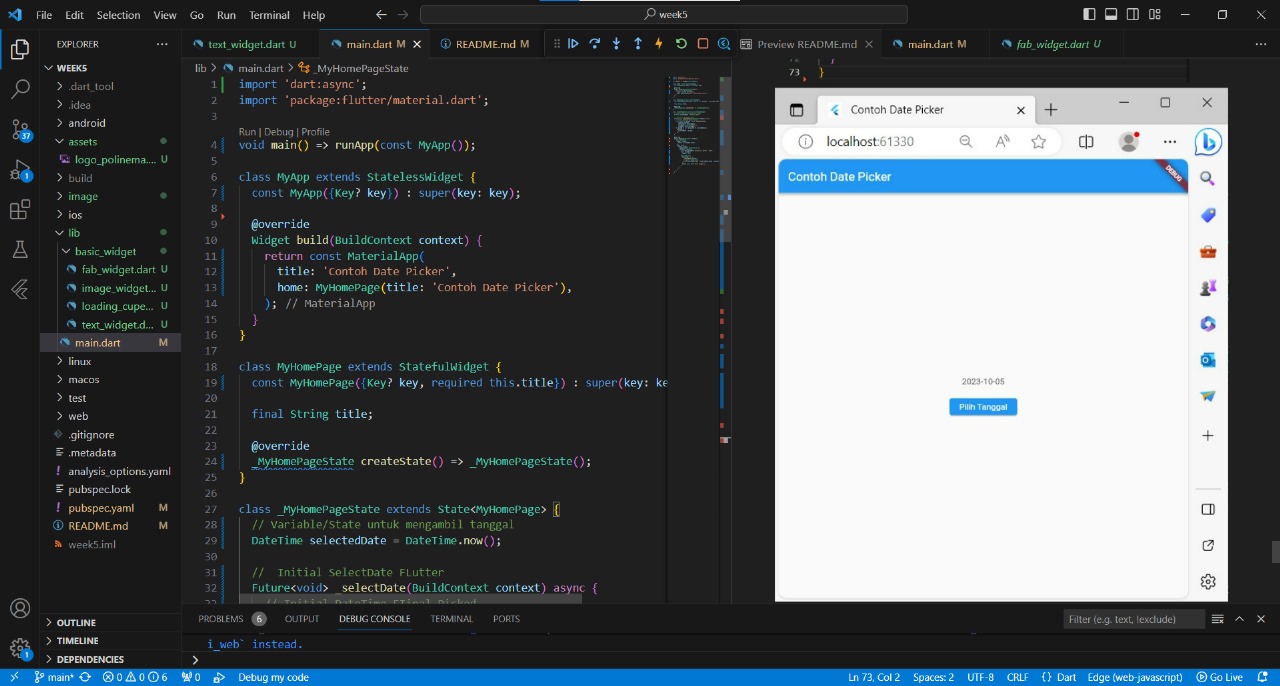 File Edit Selection View Go Run Terminal Help
week5
EXPLORER
WEEK5
.dart_tool
.idea
android
assets
logo_polinema.... U
build
image
ios
lib
basic_widget
fab_widget.dart U
image_widget... U
loading_cupe... U
text_widget.d... U
main.dart M
linux
macos
test
web
.gitignore
.metadata
analysis_options.yaml
pubspec.lock
pubspec.yaml M
README.md M
week5.iml
OUTLINE
TIMELINE
DEPENDENCIES
37
1
1
text_widget.dart U
main.dart M
README.md M
Preview README.md
main.dart M
fab_widget.dart U
lib > main.dart > _MyHomePageState
1 import 'dart:async';
2 import 'package:flutter/material.dart';
3
Run | Debug | Profile
4 void main() => runApp(const MyApp());
5
6 class MyApp extends StatelessWidget {
7 const MyApp({Key? key}) : super(key: key);
8
9 @override
10 Widget build(BuildContext context) {
11 return const MaterialApp(
12 title: 'Contoh Date Picker',
13 home: MyHomePage(title: 'Contoh Date Picker'),
14 ); // MaterialApp
15 }
16 }
17
18 class MyHomePage extends StatefulWidget {
19 const MyHomePage({Key? key, required this.title}) : super(key: ke
20
21 final String title;
22
23 @override
24 _MyHomePageState createState() => _MyHomePageState();
25 }
26
27 class _MyHomePageState extends State<MyHomePage> {
28 // Variable/State untuk mengambil tanggal
29 DateTime selectedDate = DateTime.now();
30
31 // Initial SelectDate FLutter
32 Future<void> _selectDate(BuildContext context) async {
73 }
Contoh Date Picker
localhost:61330
Contoh Date Picker
DEBUG
2023-10-05
Pilih Tanggal
PROBLEMS 6 OUTPUT DEBUG CONSOLE TERMINAL PORTS
Filter (e.g. text, !exclude)
i_web` instead.
main* 0 0 6 0 Debug my code
Ln 73, Col 2 Spaces: 2 UTF-8 CRLF {} Dart Edge (web-javascript) Go Live